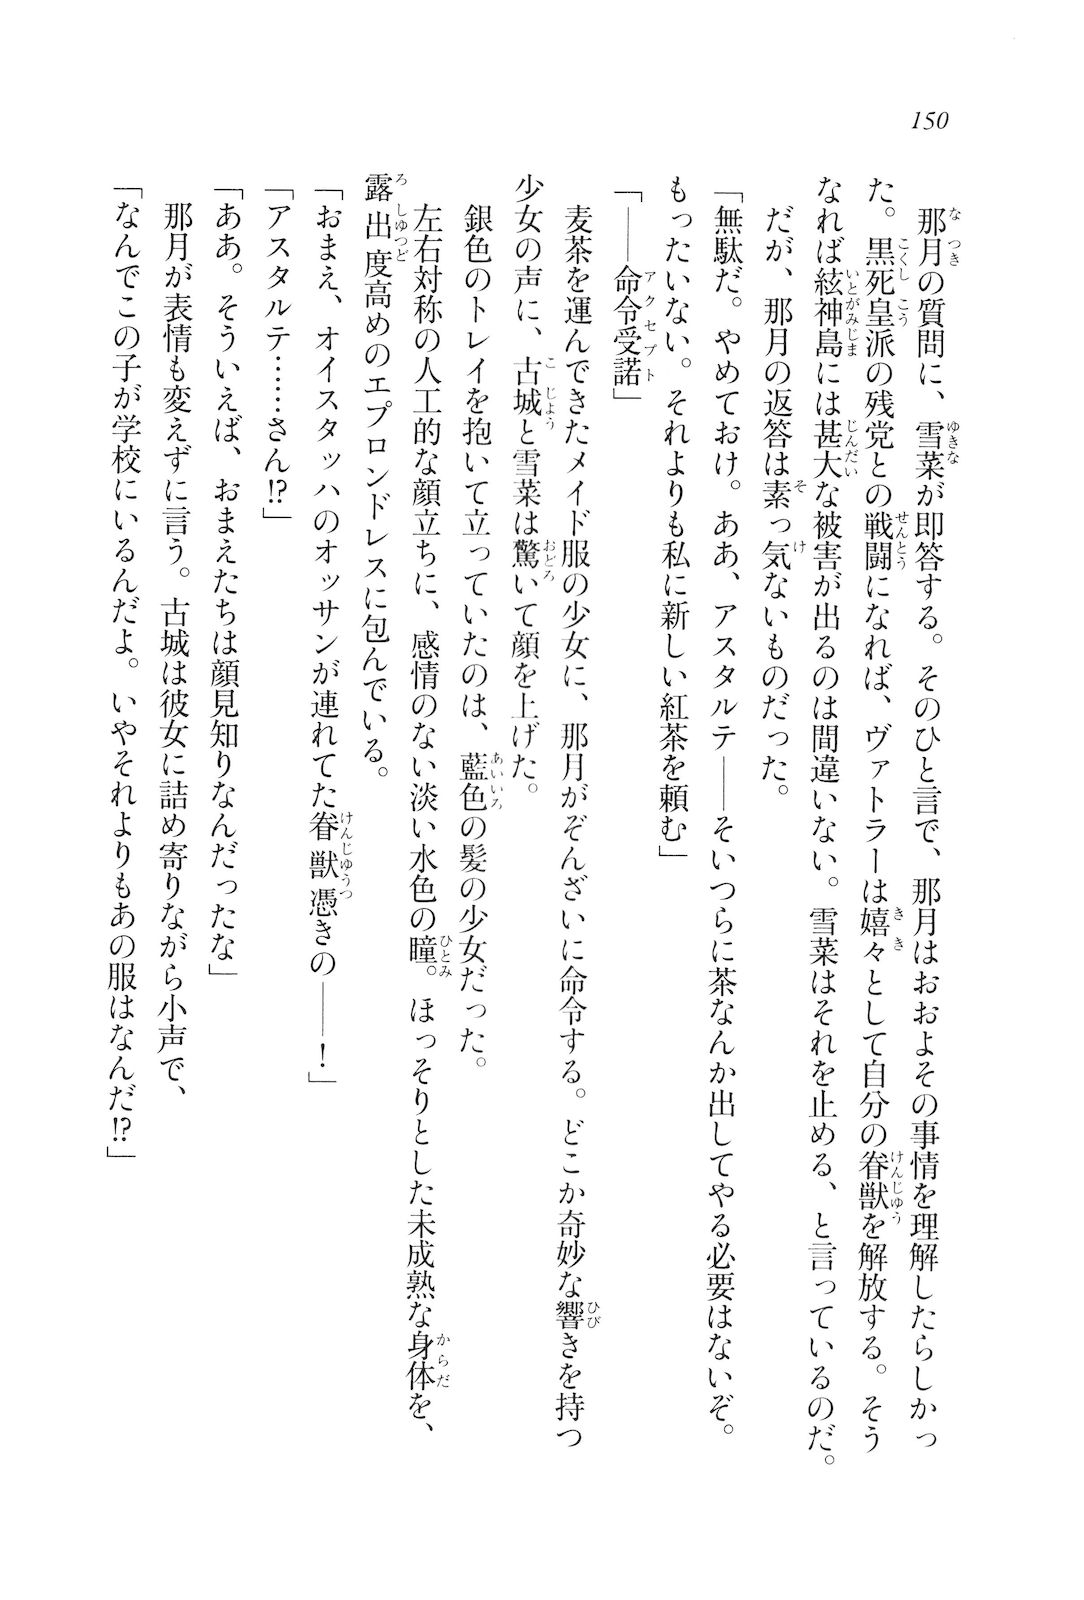 150
那月の質問に、雪菜が即答する。そのひと言で、那月はおおよその事情を理解したらしかっ
た。黒死皇派の残党との戦闘になれば、ヴァトラーは嬉々として自分の眷獣を解放する。そう
なれば絃神島には甚大な被害が出るのは間違いない。雪菜はそれを止める、と言っているのだ。
だが、那月の返答は素っ気ないものだった。
「無駄だ。やめておけ。ああ、アスタルテ――そいつらに茶なんか出してやる必要はないぞ。
もったいない。それよりも私に新しい紅茶を頼む」
「――命令受諾」
麦茶を運んできたメイド服の少女に、那月がぞんざいに命令する。どこか奇妙な響きを持つ
少女の声に、古城と雪菜は驚いて顔を上げた。
銀色のトレイを抱いて立っていたのは、藍色の髪の少女だった。
左右対称の人工的な顔立ちに、感情のない淡い水色の瞳。ほっそりとした未成熟な身体を、
露出度高めのエプロンドレスに包んでいる。
「おまえ、オイスタッハのオッサンが連れてた眷獣憑きの――！」
「アスタルテ……さん!?」
「ああ。そういえば、おまえたちは顔見知りなんだったな」
那月が表情も変えずに言う。古城は彼女に詰め寄りながら小声で、
「なんでこの子が学校にいるんだよ。いやそれよりもあの服はなんだ!?」